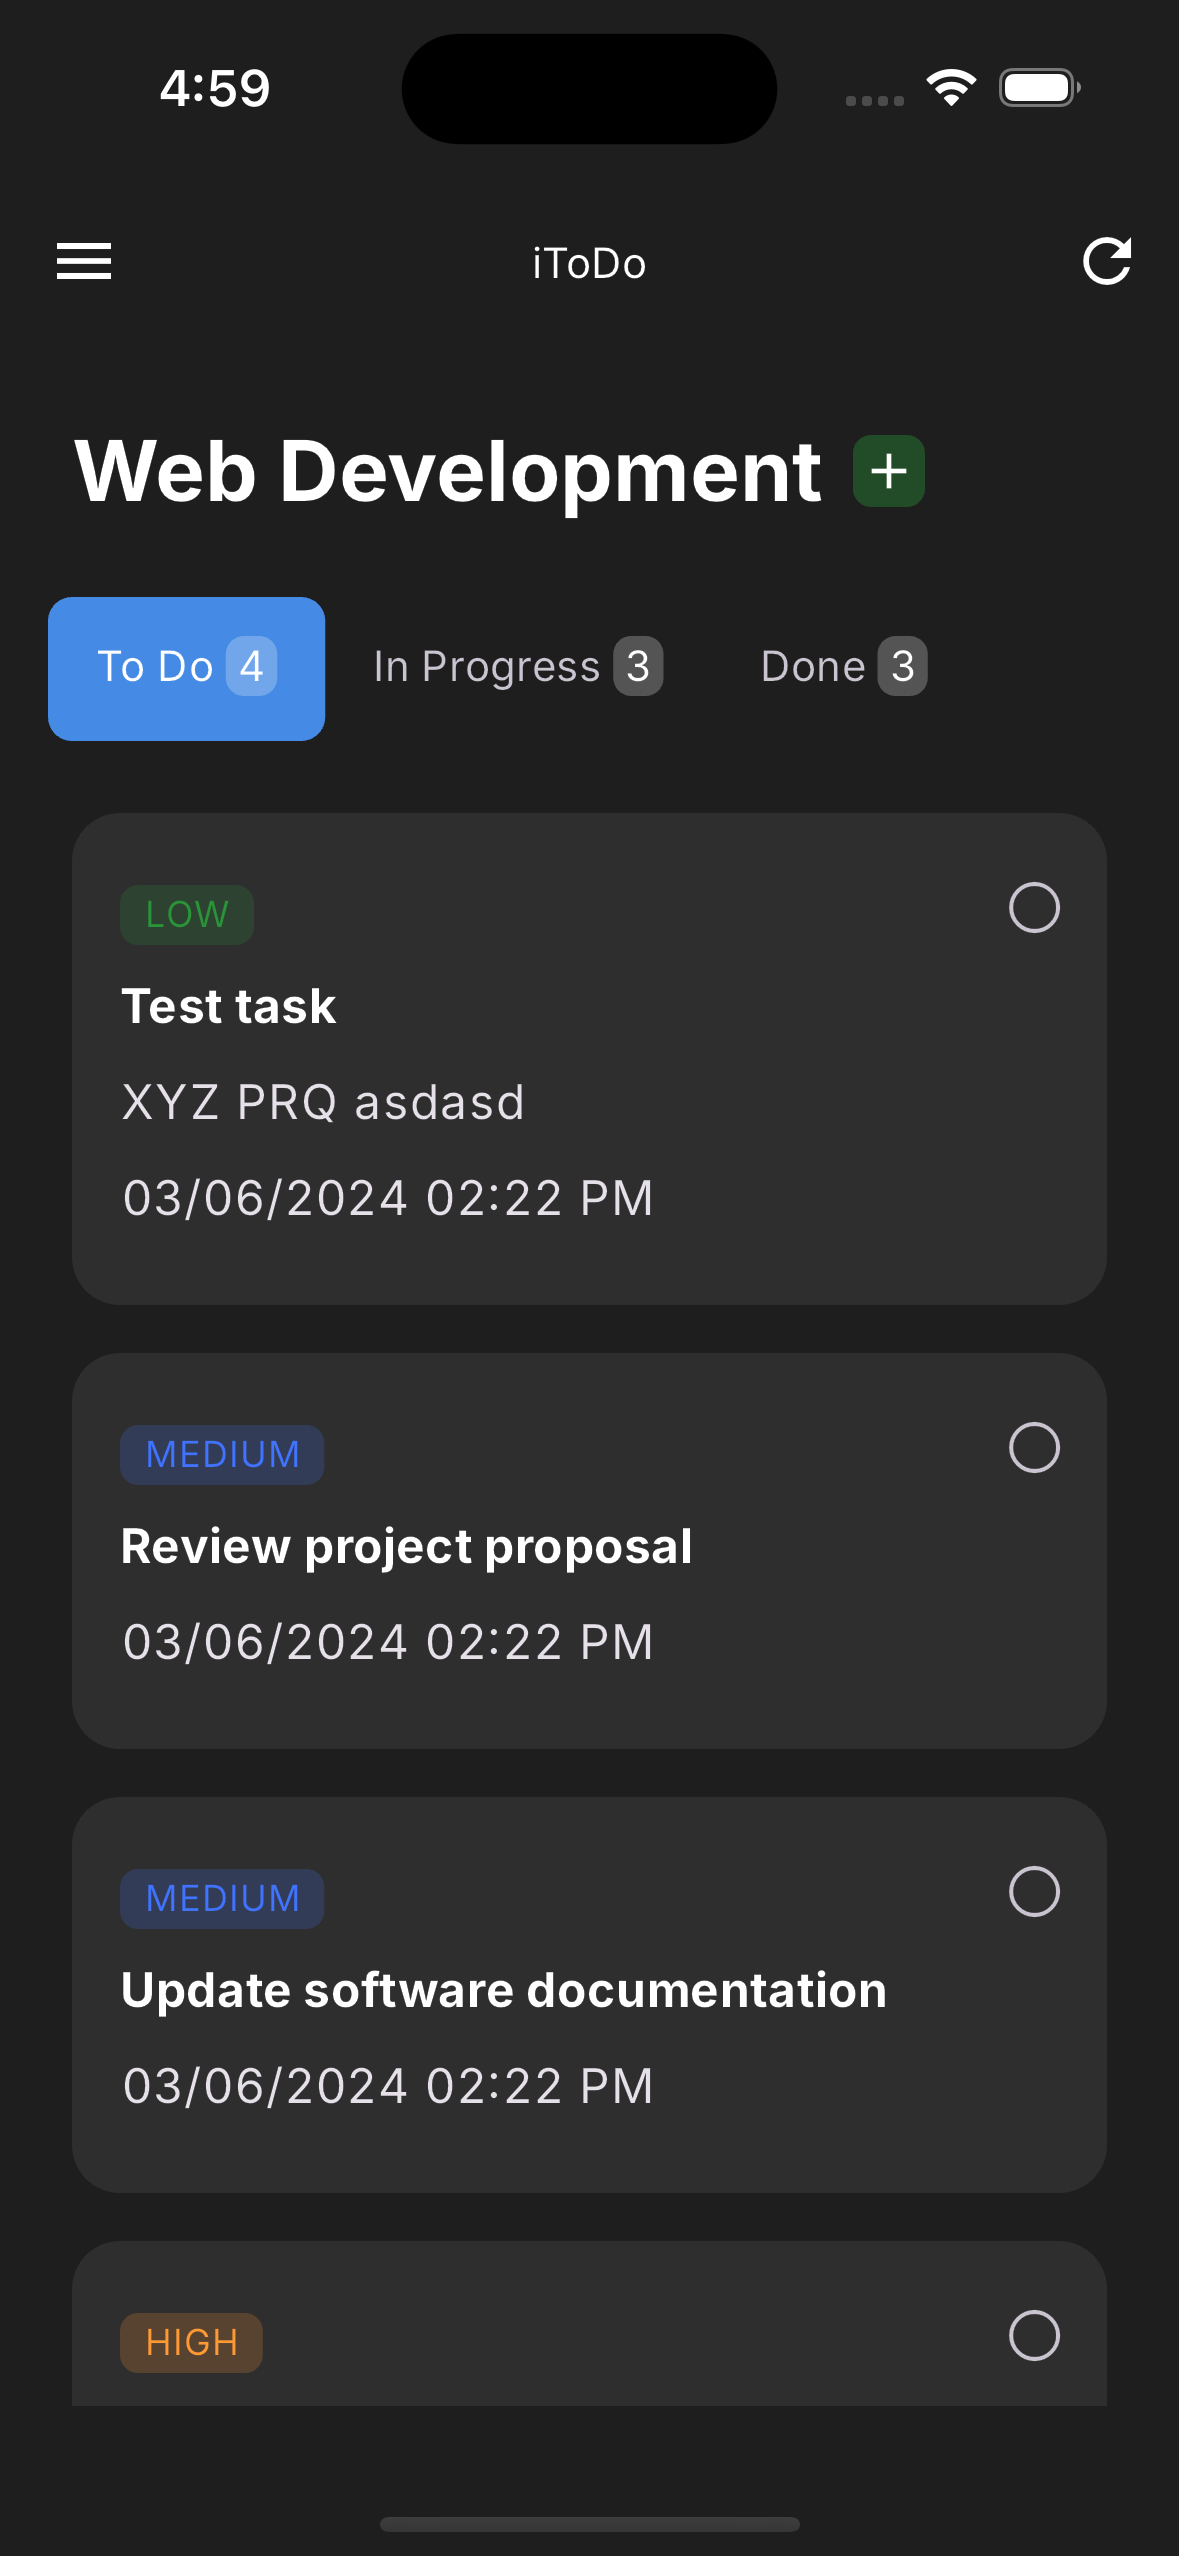 4:59
iToDo
Web Development
To Do 4 In Progress 3 Done 3
LOW
Test task
XYZ PRQ asdasd
03/06/2024 02:22 PM
MEDIUM
Review project proposal
03/06/2024 02:22 PM
MEDIUM
Update software documentation
03/06/2024 02:22 PM
HIGH